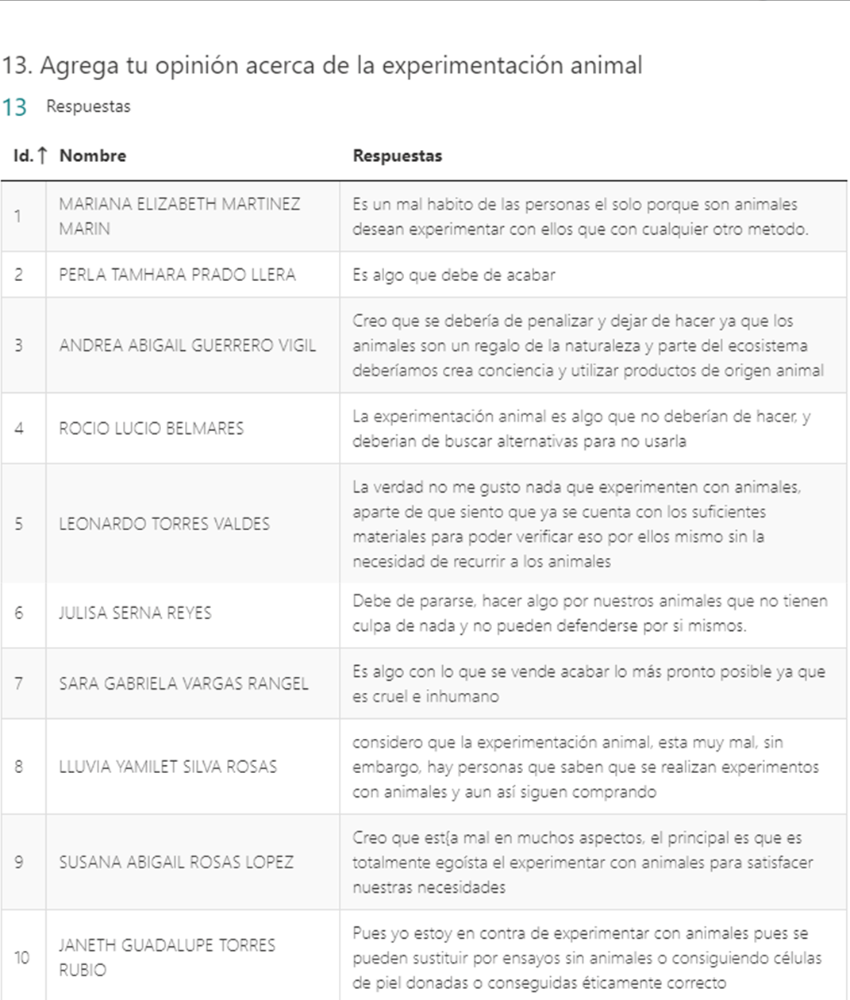 13. Agrega tu opinión acerca de la experimentación animal
13 Respuestas
Id.↑ Nombre Respuestas
1 MARIANA ELIZABETH MARTINEZ MARIN
Es un mal habito de las personas el solo porque son animales
desean experimentar con ellos que con cualquier otro metodo.
2 PERLA TAMHARA PRADO LLERA
Es algo que debe de acabar
3 ANDREA ABIGAIL GUERRERO VIGIL
Creo que se debería de penalizar y dejar de hacer ya que los
animales son un regalo de la naturaleza y parte del ecosistema
deberíamos crea conciencia y utilizar productos de origen animal
4 ROCIO LUCIO BELMARES
La experimentación animal es algo que no deberían de hacer, y
deberian de buscar alternativas para no usarla
5 LEONARDO TORRES VALDES
La verdad no me gusto nada que experimenten con animales,
aparte de que siento que ya se cuenta con los suficientes
materiales para poder verificar eso por ellos mismo sin la
necesidad de recurrir a los animales
6 JULISA SERNA REYES
Debe de pararse, hacer algo por nuestros animales que no tienen
culpa de nada y no pueden defenderse por si mismos.
7 SARA GABRIELA VARGAS RANGEL
Es algo con lo que se vende acabar lo más pronto posible ya que
es cruel e inhumano
8 LLUVIA YAMILET SILVA ROSAS
considero que la experimentación animal, esta muy mal, sin
embargo, hay personas que saben que se realizan experimentos
con animales y aun así siguen comprando
9 SUSANA ABIGAIL ROSAS LOPEZ
Creo que est{a mal en muchos aspectos, el principal es que es
totalmente egoísta el experimentar con animales para satisfacer
nuestras necesidades
10 JANETH GUADALUPE TORRES
RUBIO
Pues yo estoy en contra de experimentar con animales pues se
pueden sustituir por ensayos sin animales o consiguiendo células
de piel donadas o conseguidas éticamente correcto